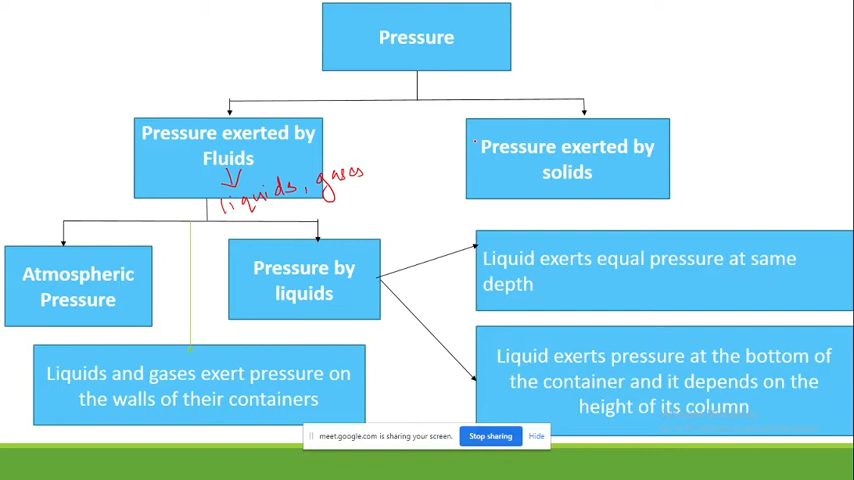 Pressure
Pressure exerted by
Fluids
liquids, gases
Pressure exerted by
solids
Atmospheric
Pressure
Pressure by
liquids
Liquid exerts equal pressure at same
depth
Liquids and gases exert pressure on
the walls of their containers
Liquid exerts pressure at the bottom of
the container and it depends on the
height of its column
meet.google.com is sharing your screen.
Stop sharing
Hide